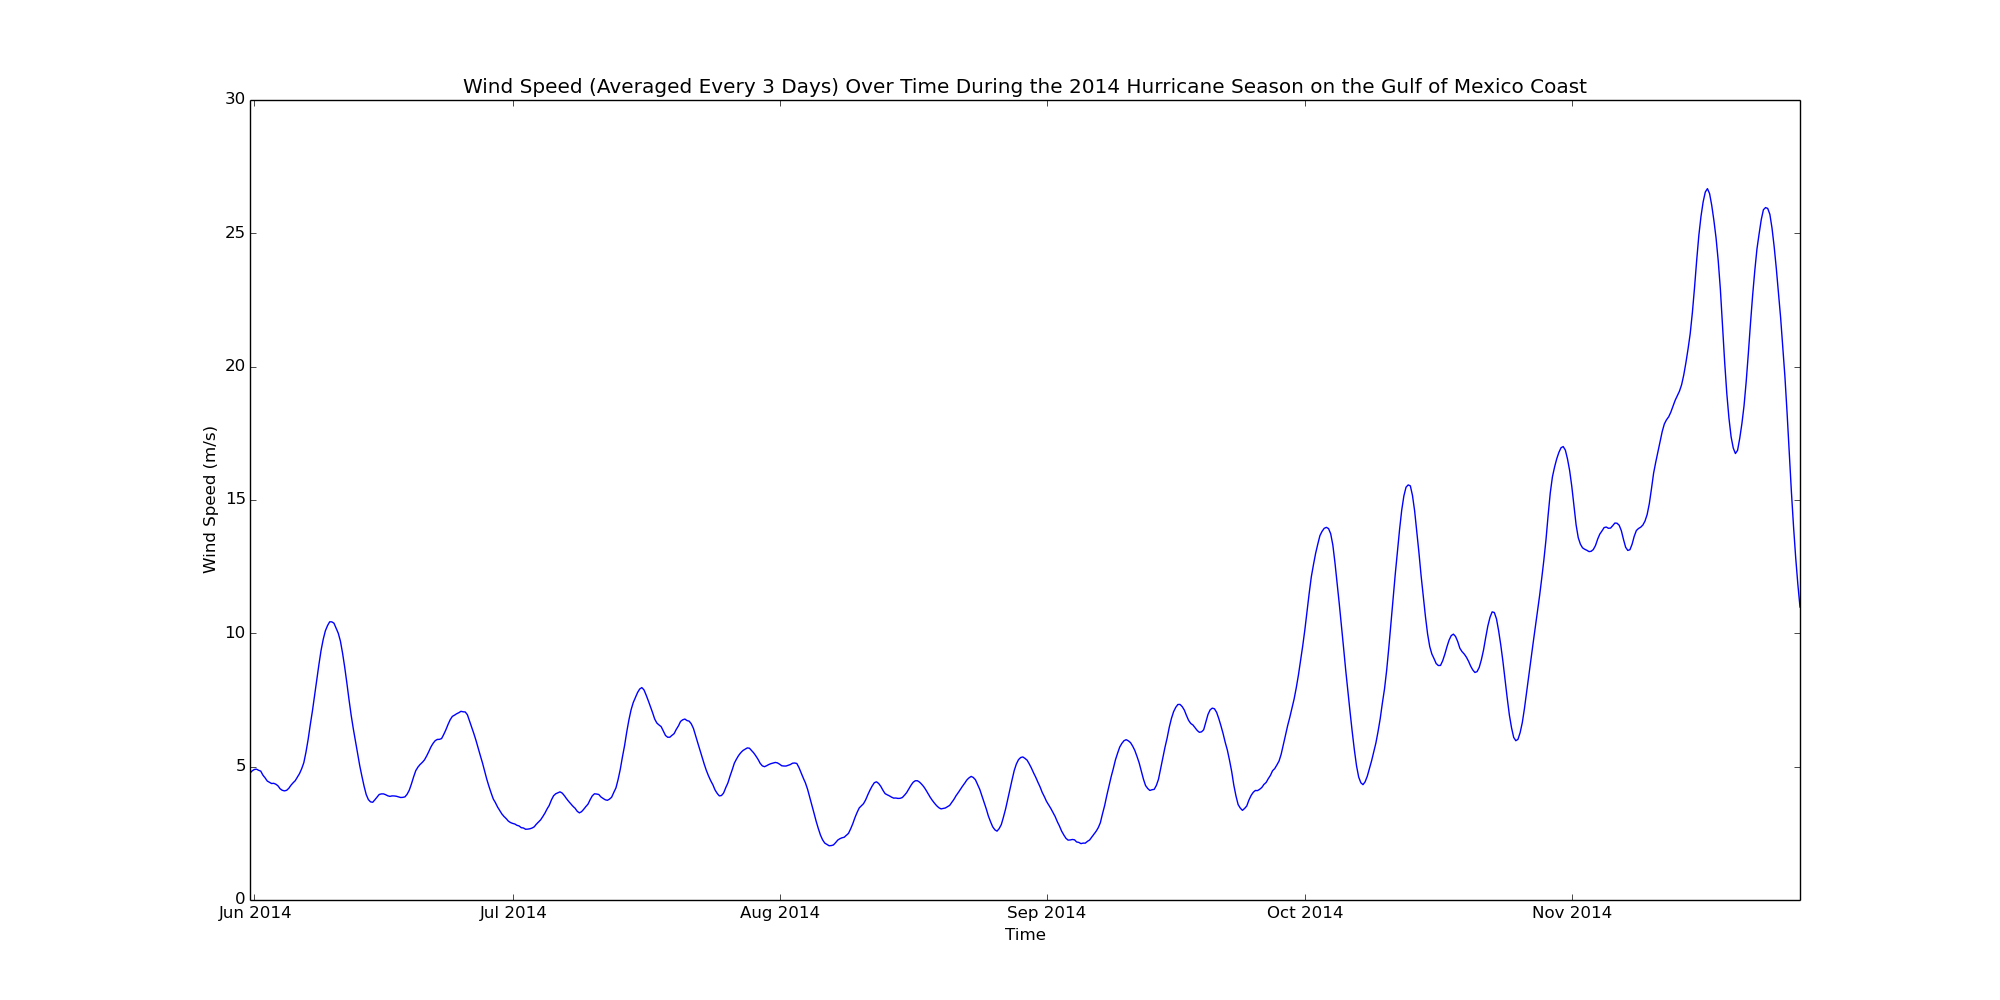 Wind Speed (Averaged Every 3 Days) Over Time During the 2014 Hurricane Season on the Gulf of Mexico Coast
30
25
20
15
10
5
0
Wind Speed (m/s)
Jun 2014 Jul 2014 Aug 2014 Sep 2014 Oct 2014 Nov 2014
Time